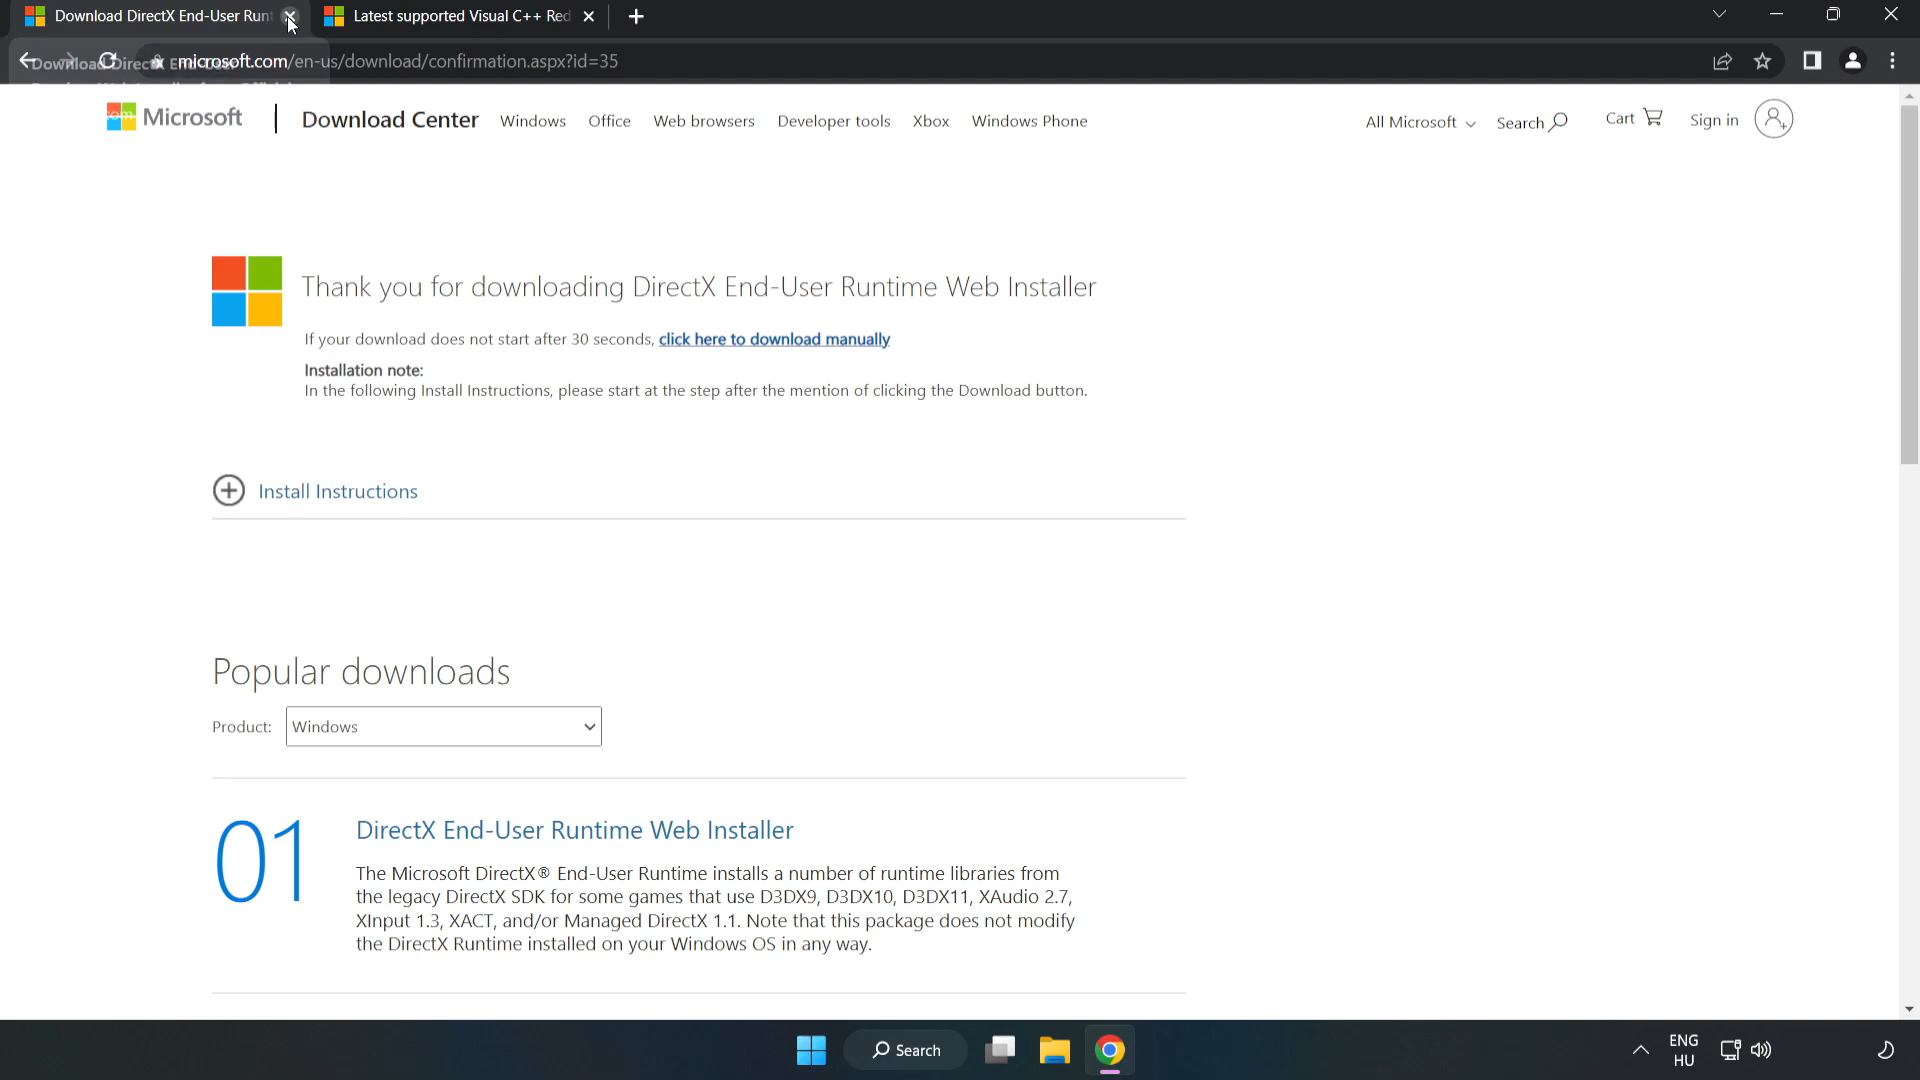 Download DirectX End-User Runt
Latest supported Visual C++ Red
microsoft.com/en-us/download/confirmation.aspx?id=35
Download DirectX End-User
Microsoft
Download Center
Windows
Office
Web browsers
Developer tools
Xbox
Windows Phone
All Microsoft
Search
Cart
Sign in
Thank you for downloading DirectX End-User Runtime Web Installer
If your download does not start after 30 seconds, click here to download manually
Installation note:
In the following Install Instructions, please start at the step after the mention of clicking the Download button.
Install Instructions
Popular downloads
Product:
Windows
01
DirectX End-User Runtime Web Installer
The Microsoft DirectX® End-User Runtime installs a number of runtime libraries from
the legacy DirectX SDK for some games that use D3DX9, D3DX10, D3DX11, XAudio 2.7,
XInput 1.3, XACT, and/or Managed DirectX 1.1. Note that this package does not modify
the DirectX Runtime installed on your Windows OS in any way.
Search
ENG
HU